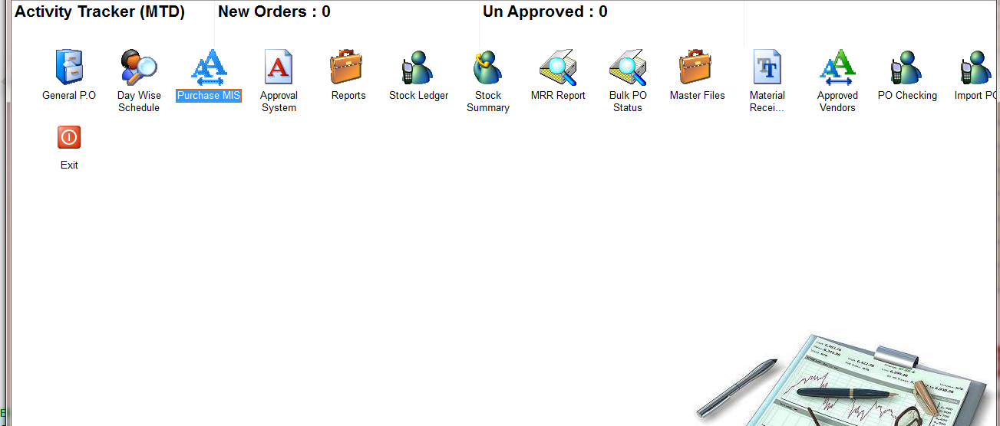 Activity Tracker (MTD)
New Orders : 0
Un Approved : 0
General P.O
Day Wise
Schedule
Purchase MIS
Approval
System
Reports
Stock Ledger
Stock
Summary
MRR Report
Bulk PO
Status
Master Files
Material
Recei...
Approved
Vendors
PO Checking
Import PO
Exit